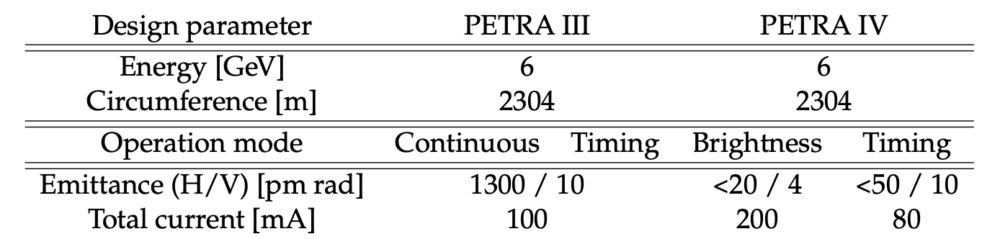 Design parameter PETRA III PETRA IV
Energy [GeV] 6 6
Circumference [m] 2304 2304
Operation mode Continuous Timing Brightness Timing
Emittance (H/V) [pm rad] 1300 / 10 <20 / 4 <50 / 10
Total current [mA] 100 200 80